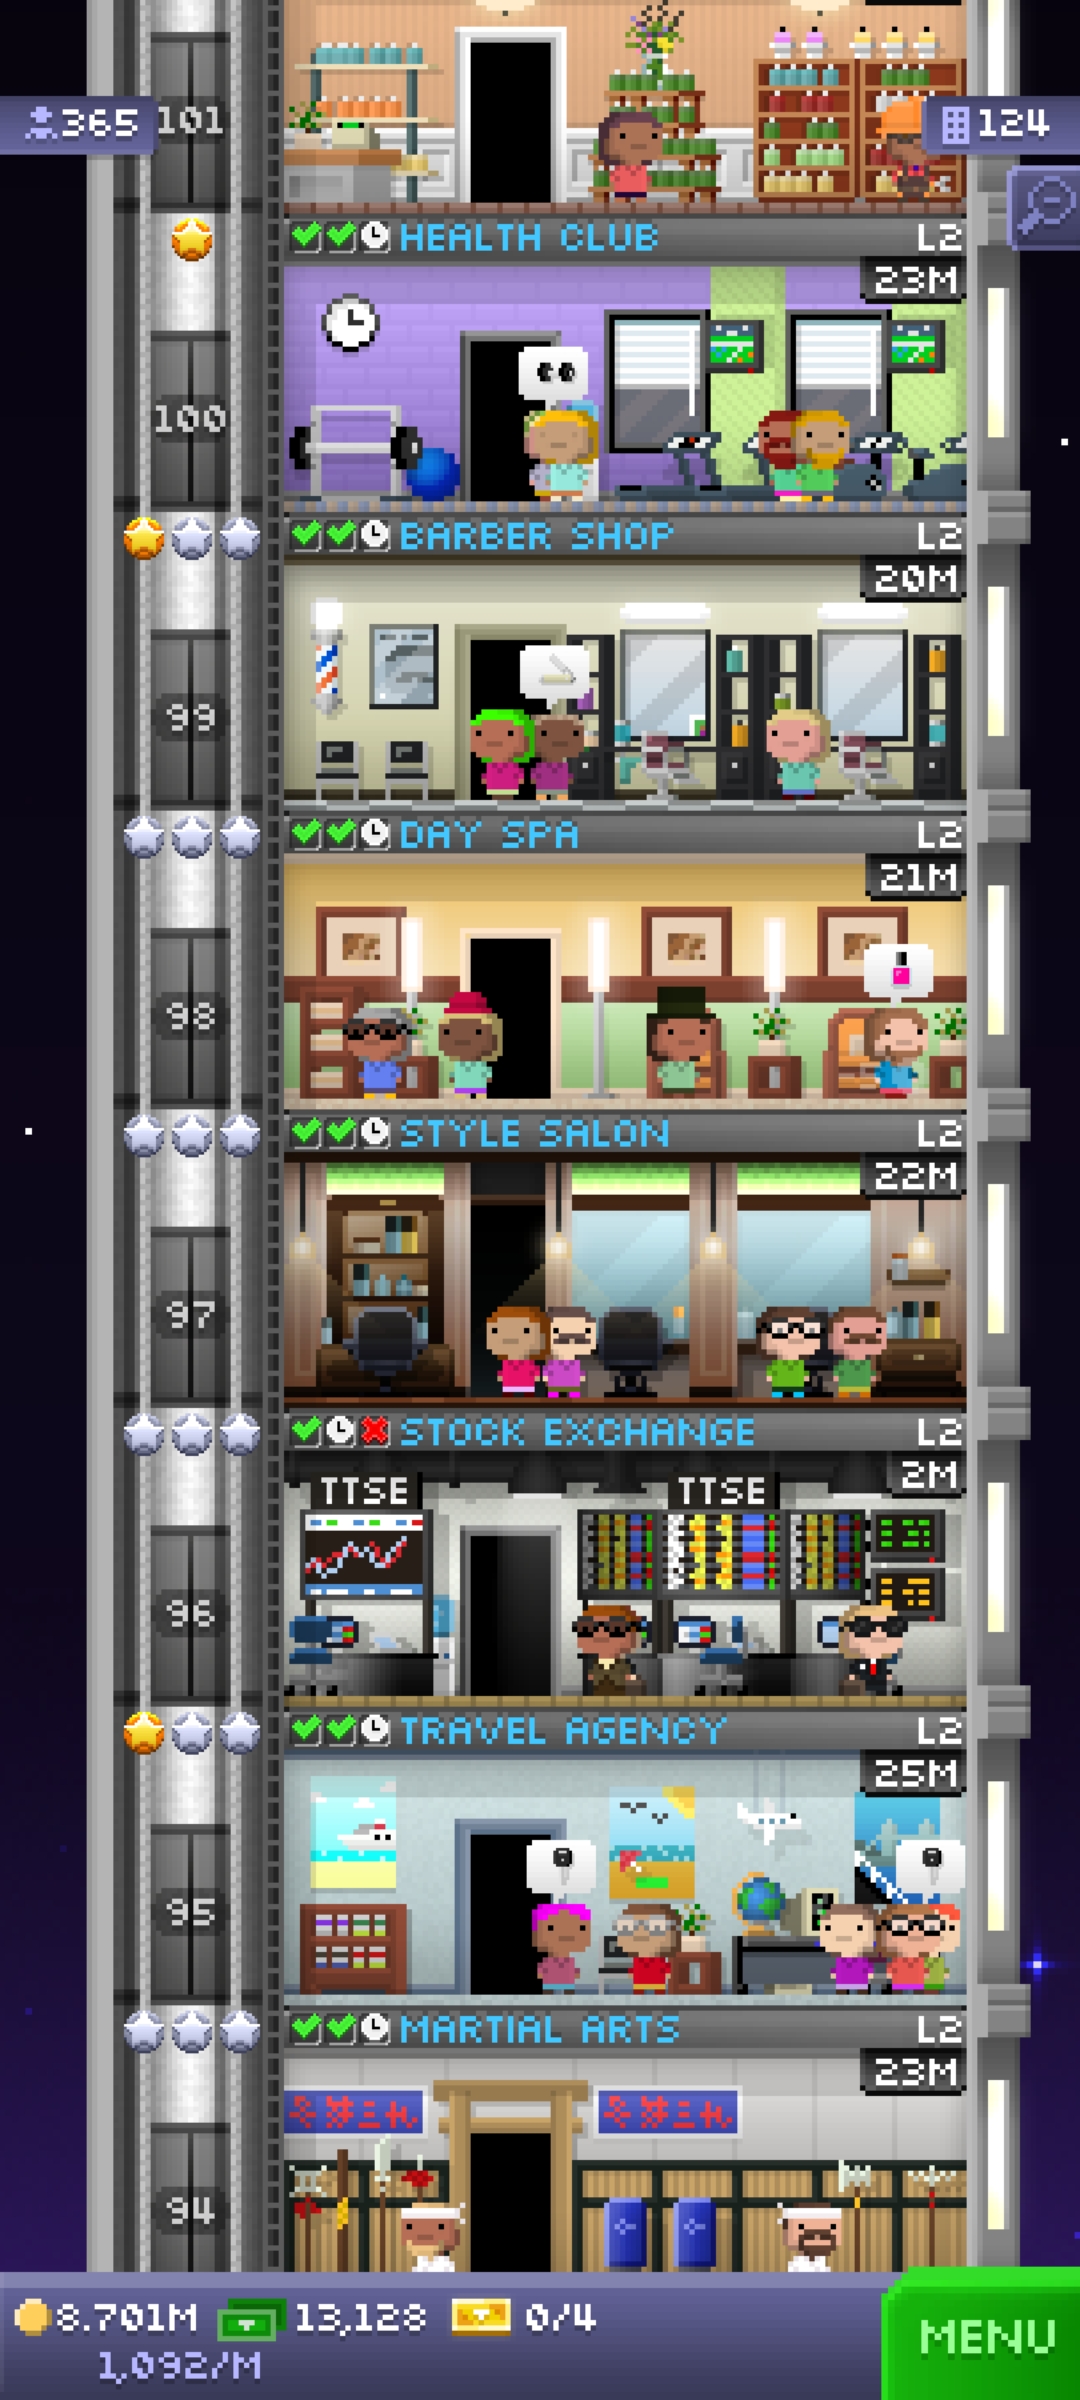 365
101
124
HEALTH CLUB L2
23M
100
BARBER SHOP L2
20M
99
DAY SPA L2
21M
98
STYLE SALON L2
22M
97
STOCK EXCHANGE L2
2M
TTSE TTSE
96
TRAVEL AGENCY L2
25M
95
MARTIAL ARTS L2
23M
94
8.701M 13,128 0/4
1,092/M
MENU